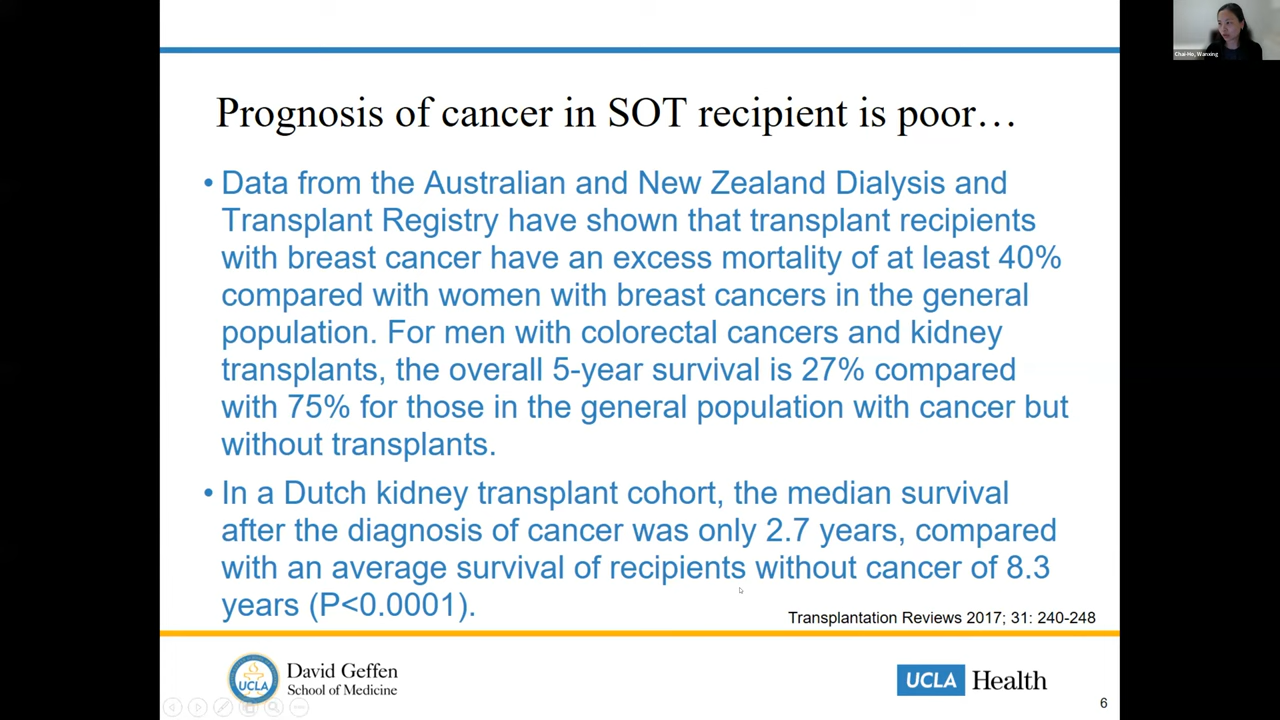 Chai-Ho, Wanxing
Prognosis of cancer in SOT recipient is poor…
• Data from the Australian and New Zealand Dialysis and
Transplant Registry have shown that transplant recipients
with breast cancer have an excess mortality of at least 40%
compared with women with breast cancers in the general
population. For men with colorectal cancers and kidney
transplants, the overall 5-year survival is 27% compared
with 75% for those in the general population with cancer but
without transplants.
• In a Dutch kidney transplant cohort, the median survival
after the diagnosis of cancer was only 2.7 years, compared
with an average survival of recipients without cancer of 8.3
years (P<0.0001).
Transplantation Reviews 2017; 31: 240-248
UCLA
David Geffen
School of Medicine
UCLA Health
6